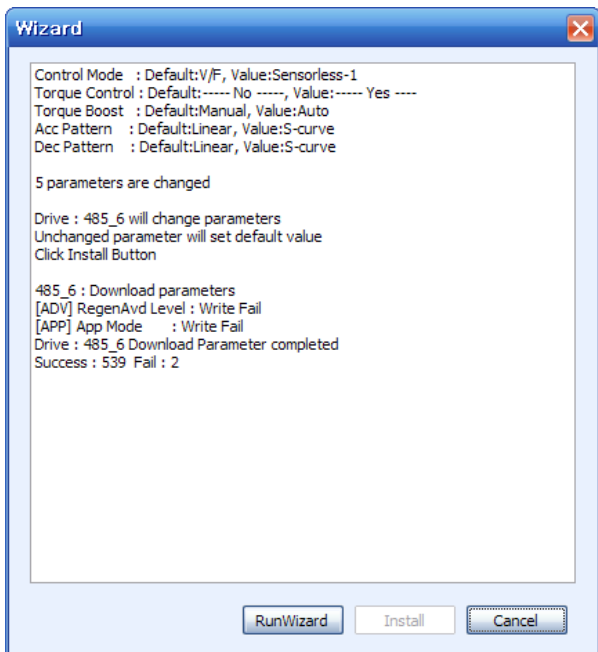 Wizard
Control Mode : Default:V/F, Value:Sensorless-1
Torque Control : Default:----- No -----, Value:----- Yes ----
Torque Boost : Default:Manual, Value:Auto
Acc Pattern : Default:Linear, Value:S-curve
Dec Pattern : Default:Linear, Value:S-curve
5 parameters are changed
Drive : 485_6 will change parameters
Unchanged parameter will set default value
Click Install Button
485_6 : Download parameters
[ADV] RegenAvd Level : Write Fail
[APP] App Mode : Write Fail
Drive : 485_6 Download Parameter completed
Success : 539 Fail : 2
RunWizard Install Cancel